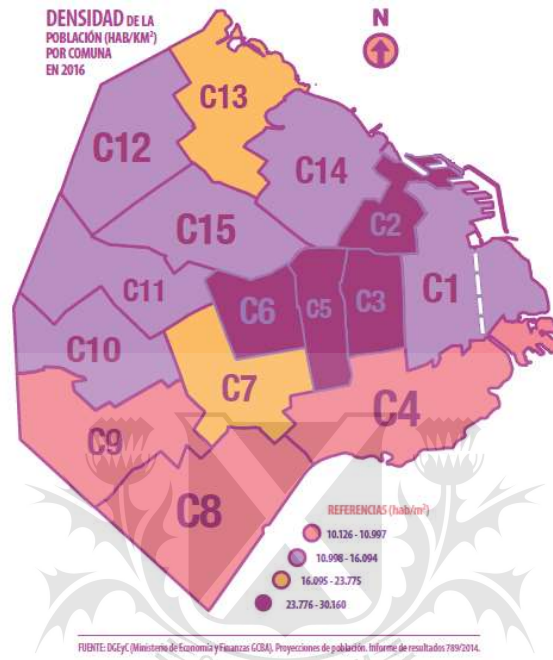 DENSIDAD DE LA
POBLACIÓN (HAB/KM²)
POR COMUNA
EN 2016
N
C13
C12
C14
C2
C15
C11
C6
C5
C3
C1
C10
C7
C4
C9
C8
REFERENCIAS (hab/m²)
10.126 - 10.997
10.998 - 16.094
16.095 - 23.775
23.776 - 30.160
FUENTE: DGEyC (Ministerio de Economía y Finanzas GCBA). Proyecciones de población. Informe de resultados 789/2014.